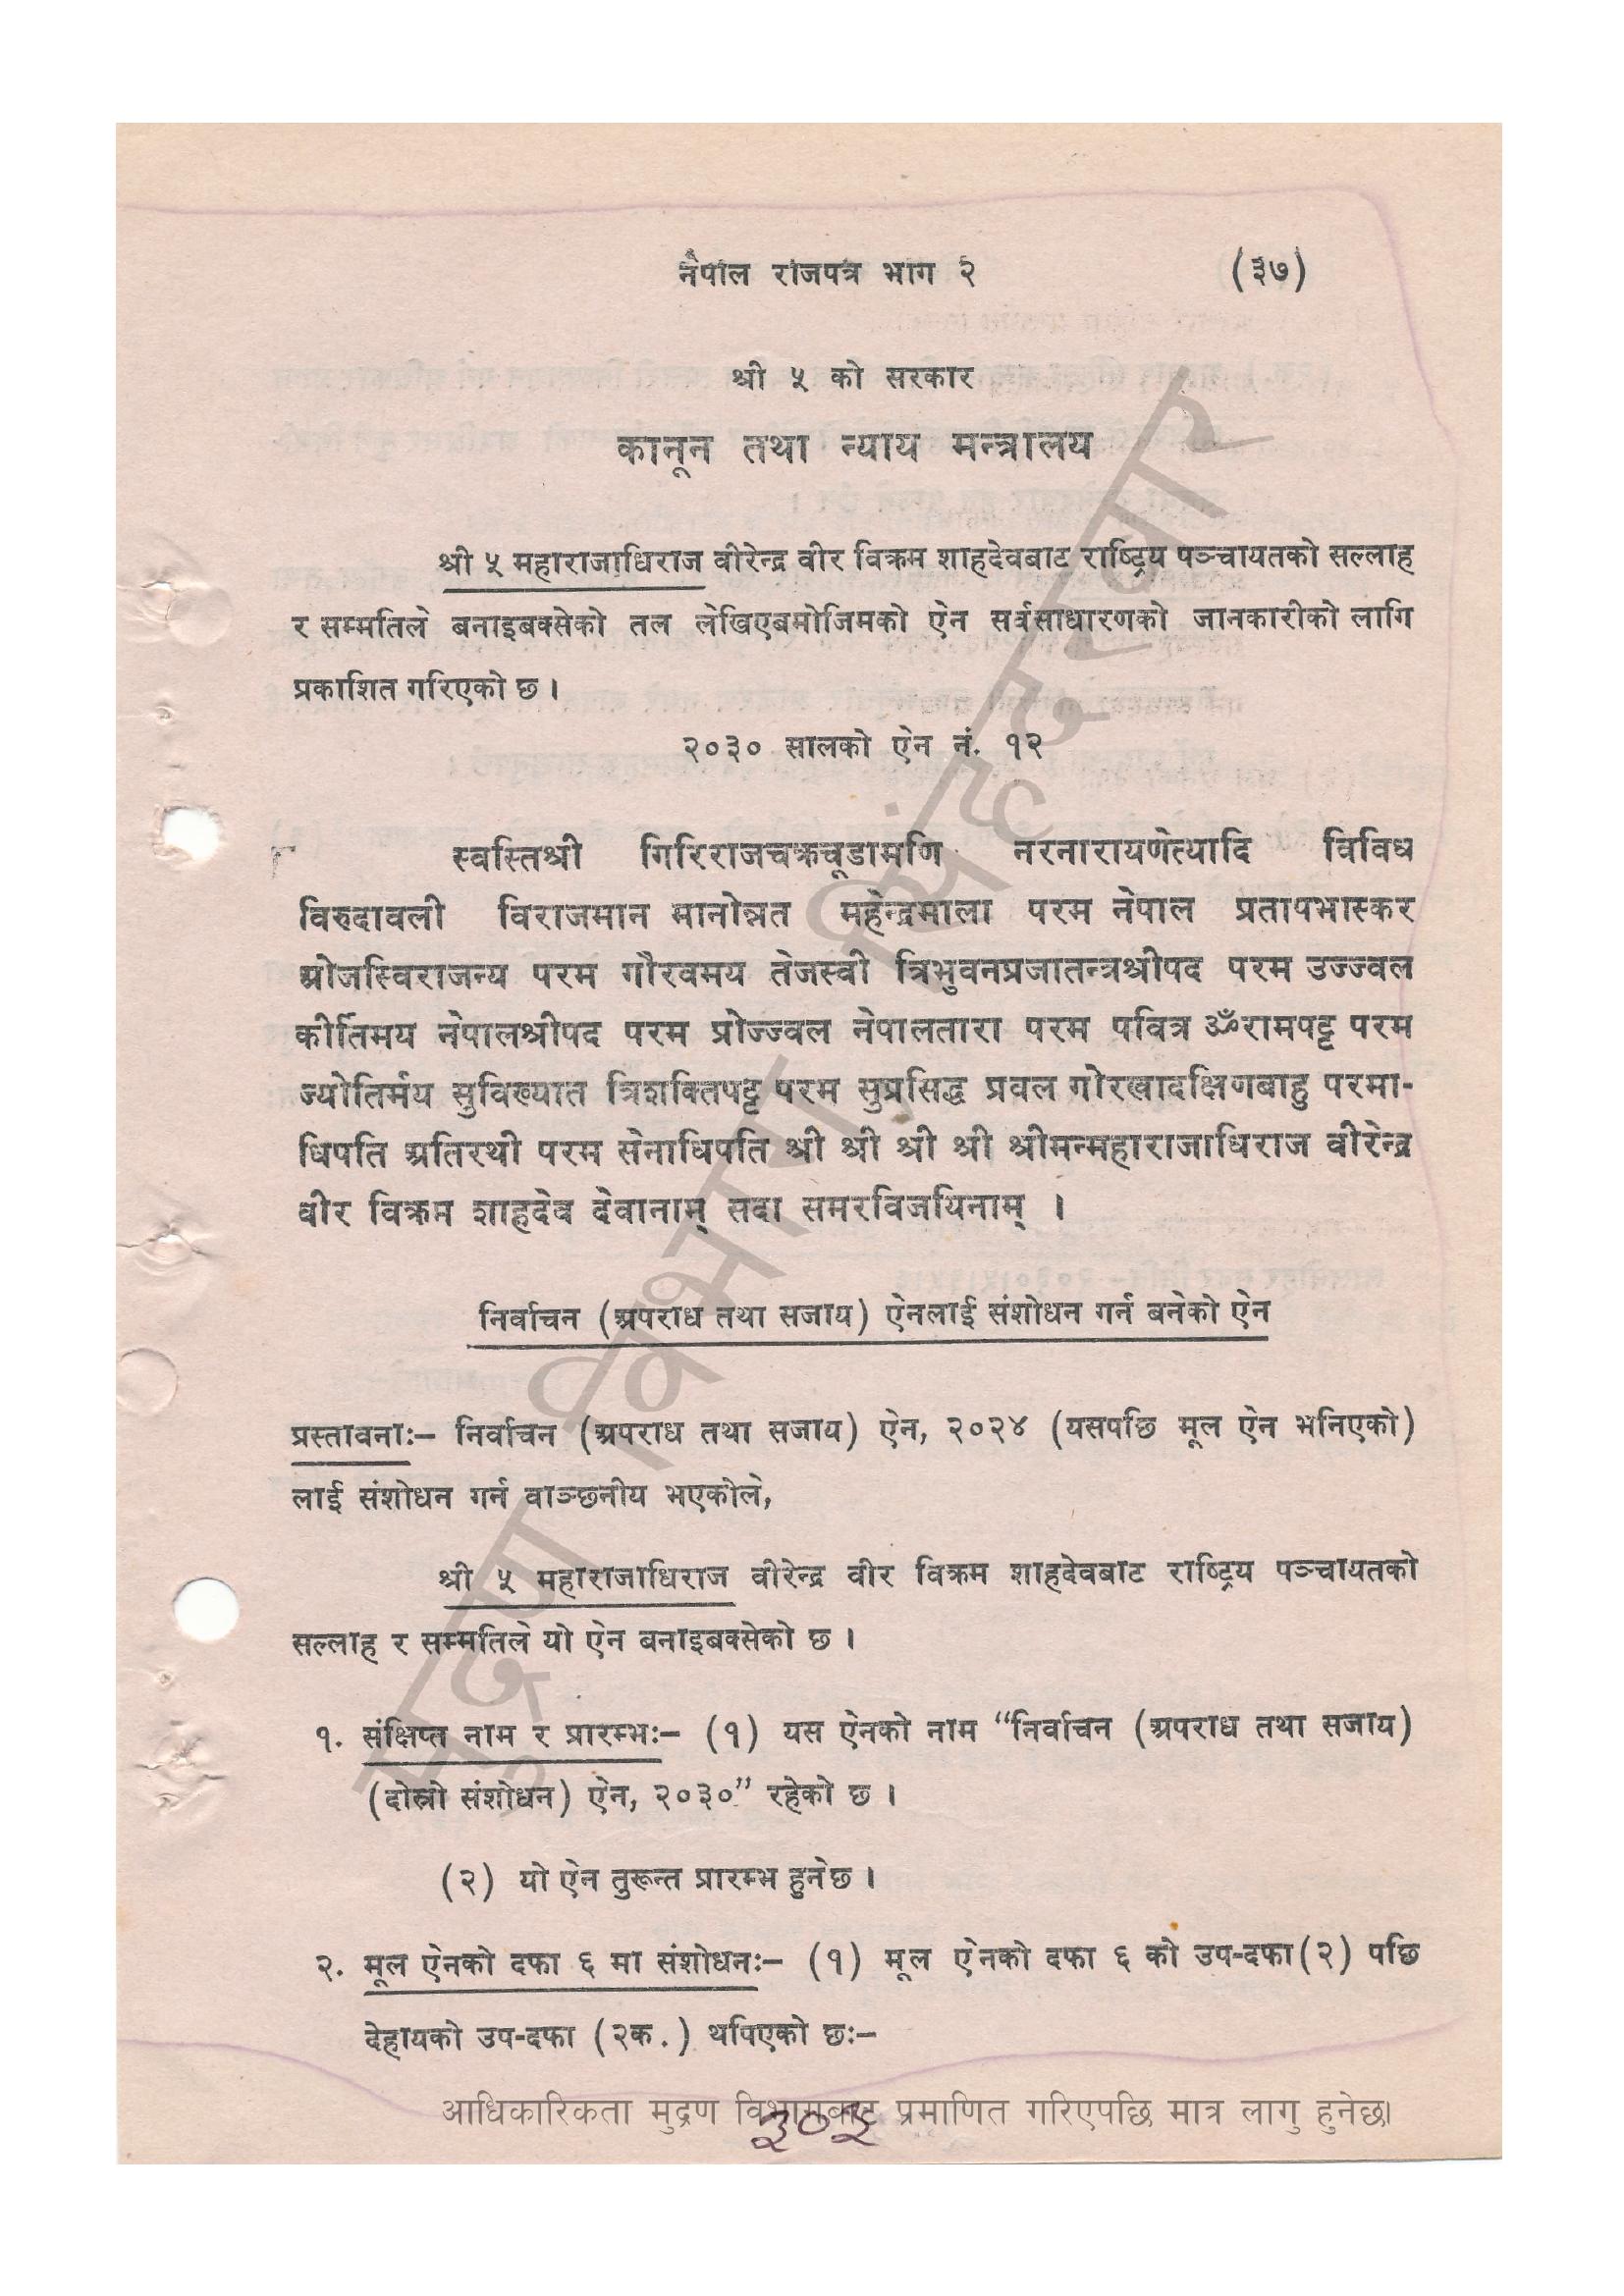 नेपाल राजपत्र भाग २ (३७)
श्री ५ को सरकार
कानून तथा न्याय मन्त्रालय
श्री ५ महाराजाधिराज वीरेन्द्र वीर विक्रम शाहदेवबाट राष्ट्रिय पञ्चायतको सल्लाह
र सम्मतिले बनाइबक्सेको तल लेखिएबमोजिमको ऐन सर्वसाधारणको जानकारीको लागि
प्रकाशित गरिएको छ ।
२०३० सालको ऐन नं. १२
स्वस्तिश्री गिरिराजचक्रचूडामणि नरनारायणेत्यादि विविध
विरुदावली विराजमान मानोन्नत महेन्द्रमाला परम नेपाल प्रतापभास्कर
ओजस्विराजन्य परम गौरवमय तेजस्वी त्रिभुवनप्रजातन्त्रश्रीपद परम उज्ज्वल
कीर्तिमय नेपालश्रीपद परम प्रोज्ज्वल नेपालतारा परम पवित्र ॐरामपट्ट परम
ज्योतिर्मय सुविख्यात त्रिशक्तिपट्ट परम सुप्रसिद्ध प्रवल गोरखादक्षिणबाहु परमा-
धिपति अतिरथी परम सेनाधिपति श्री श्री श्री श्री श्रीमन्महाराजाधिराज वीरेन्द्र
वीर विक्रम शाहदेव देवानाम् सदा समरविजयिनाम् ।
निर्वाचन (अपराध तथा सजाय) ऐनलाई संशोधन गर्न बनेको ऐन
प्रस्तावनाः– निर्वाचन (अपराध तथा सजाय) ऐन, २०२४ (यसपछि मूल ऐन भनिएको)
लाई संशोधन गर्न वाञ्छनीय भएकोले,
श्री ५ महाराजाधिराज वीरेन्द्र वीर विक्रम शाहदेवबाट राष्ट्रिय पञ्चायतको
सल्लाह र सम्मतिले यो ऐन बनाइबक्सेको छ ।
१. संक्षिप्त नाम र प्रारम्भः– (१) यस ऐनको नाम “निर्वाचन (अपराध तथा सजाय)
(दोस्रो संशोधन) ऐन, २०३०” रहेको छ ।
(२) यो ऐन तुरून्त प्रारम्भ हुनेछ ।
२. मूल ऐनको दफा ६ मा संशोधनः– (१) मूल ऐनको दफा ६ को उप-दफा (२) पछि
देहायको उप-दफा (२क.) थपिएको छः–
आधिकारिकता मुद्रण विभागबाट प्रमाणित गरिएपछि मात्र लागु हुनेछ।
३०३
मुद्रण विभाग, सिंहदरबार